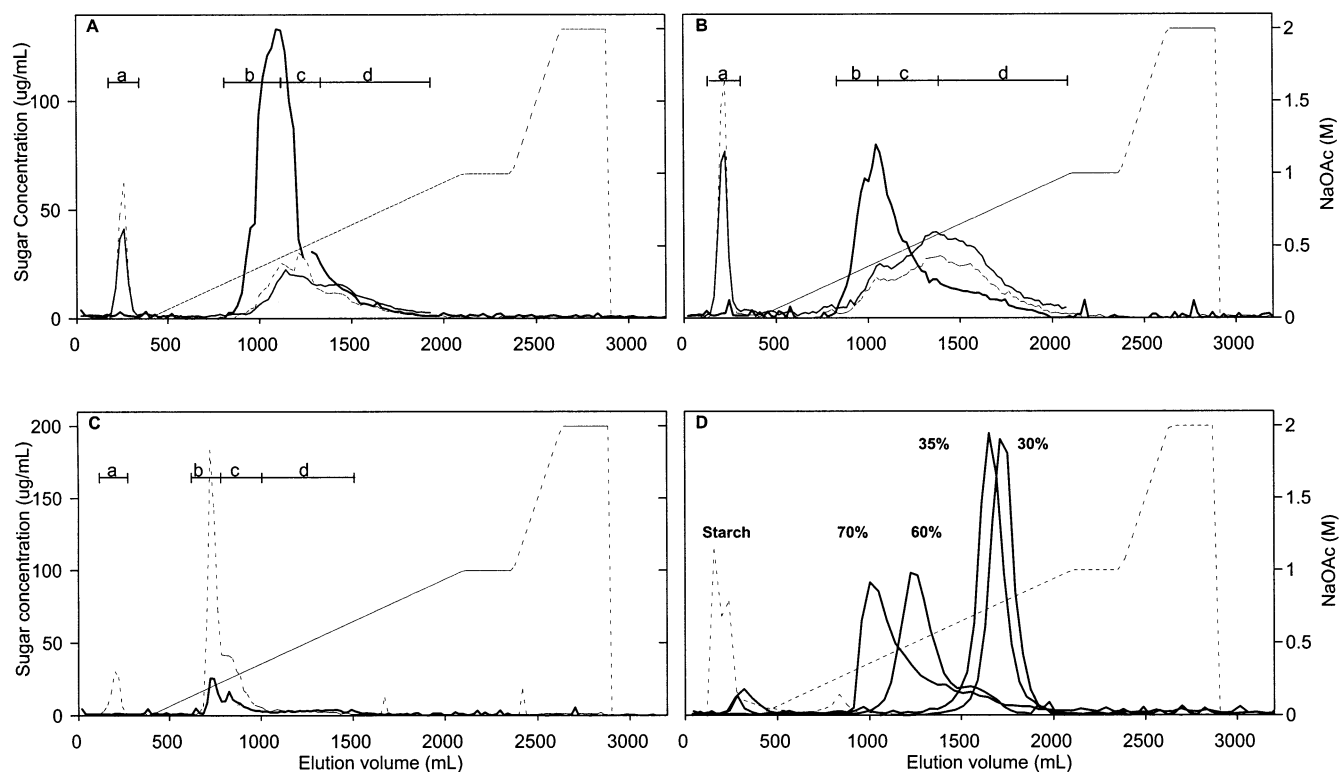 A
a
b
c
d
100
50
0
Sugar Concentration (ug/mL)
0
500
1000
1500
2000
2500
3000
B
a
b
c
d
2
1.5
1
0.5
0
NaOAc (M)
0
500
1000
1500
2000
2500
3000
C
a
b
c
d
200
150
100
50
0
Sugar concentration (ug/mL)
0
500
1000
1500
2000
2500
3000
Elution volume (mL)
D
35%
30%
Starch
70%
60%
2
1.5
1
0.5
0
NaOAc (M)
0
500
1000
1500
2000
2500
3000
Elution volume (mL)